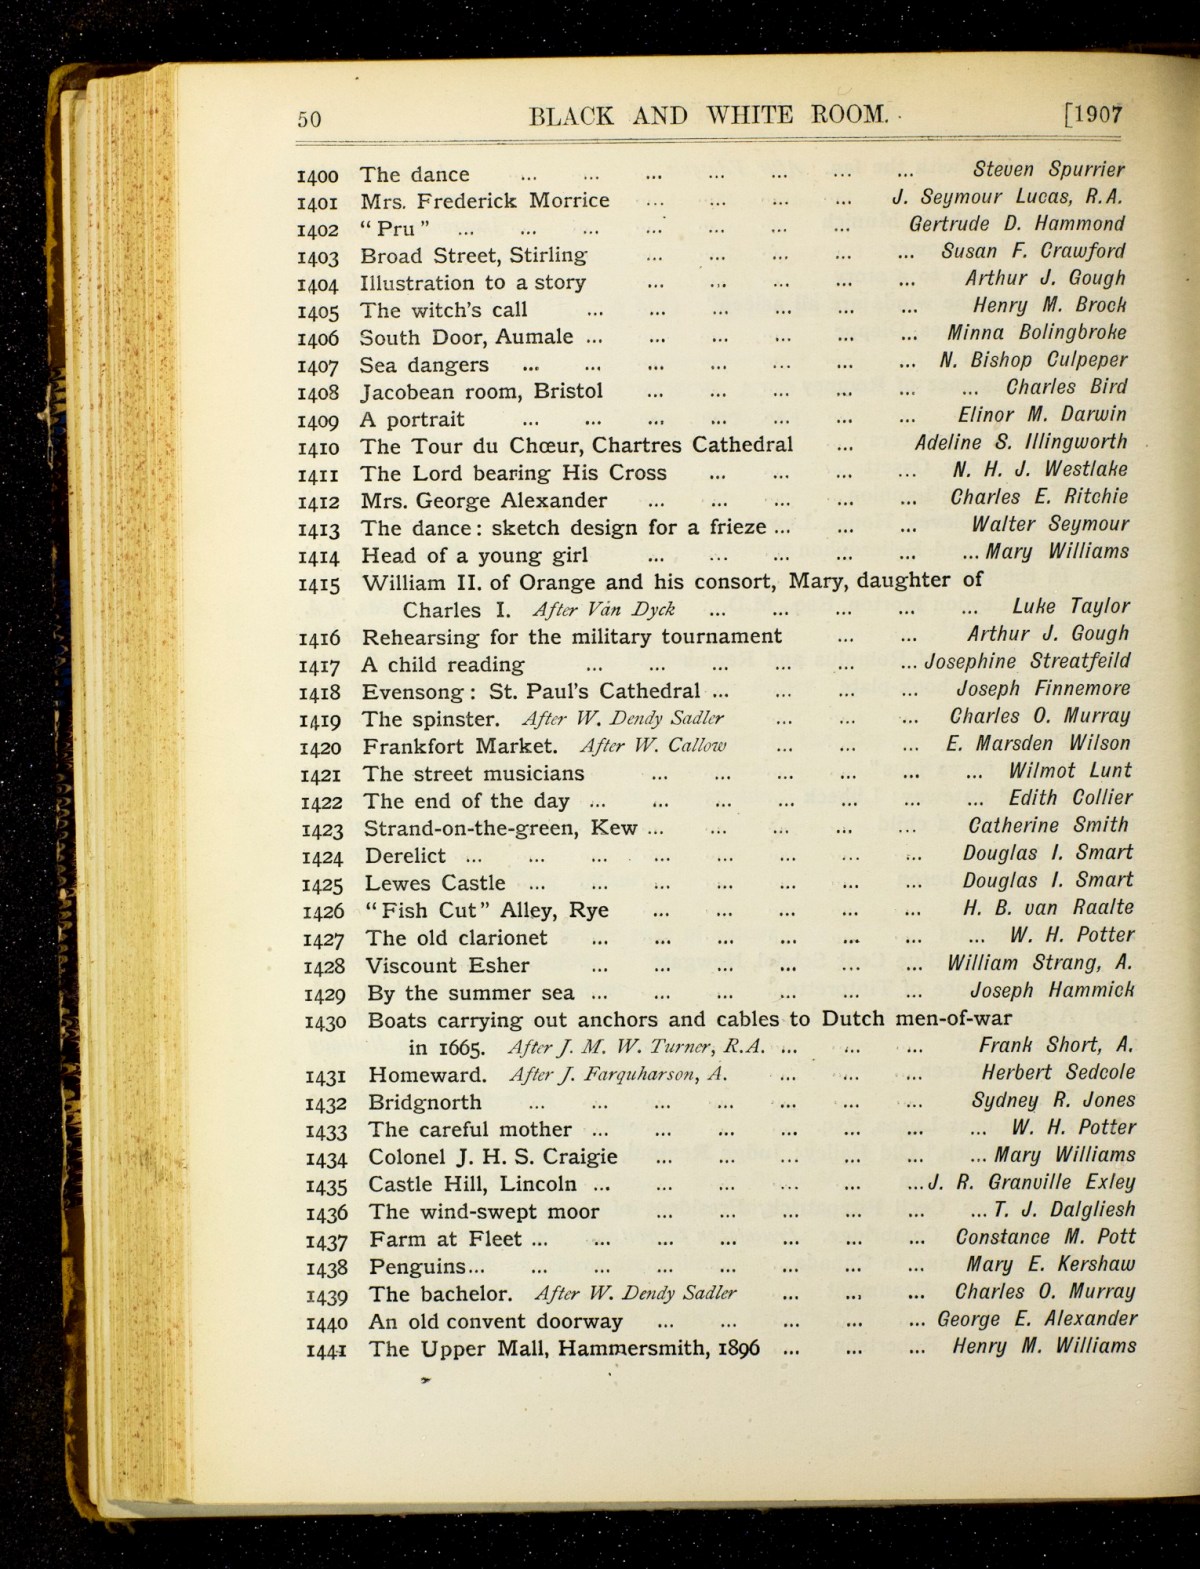 50 BLACK AND WHITE ROOM. [1907
1400 The dance ... ... ... ... ... ... ... Steven Spurrier
1401 Mrs. Frederick Morrice ... ... ... ... J. Seymour Lucas, R.A.
1402 “Pru” ... ... ... ... ... ... ... Gertrude D. Hammond
1403 Broad Street, Stirling ... ... ... ... ... Susan F. Crawford
1404 Illustration to a story ... ... ... ... ... Arthur J. Gough
1405 The witch's call ... ... ... ... ... ... Henry M. Brock
1406 South Door, Aumale ... ... ... ... ... ... Minna Bolingbroke
1407 Sea dangers ... ... ... ... ... ... ... N. Bishop Culpeper
1408 Jacobean room, Bristol ... ... ... ... ... ... Charles Bird
1409 A portrait ... ... ... ... ... ... ... Elinor M. Darwin
1410 The Tour du Chœur, Chartres Cathedral ... Adeline S. Illingworth
1411 The Lord bearing His Cross ... ... ... ... N. H. J. Westlake
1412 Mrs. George Alexander ... ... ... ... ... Charles E. Ritchie
1413 The dance: sketch design for a frieze ... ... ... Walter Seymour
1414 Head of a young girl ... ... ... ... ... ... Mary Williams
1415 William II. of Orange and his consort, Mary, daughter of
Charles I. After Van Dyck ... ... ... ... ... Luke Taylor
1416 Rehearsing for the military tournament ... ... Arthur J. Gough
1417 A child reading ... ... ... ... ... ... Josephine Streatfeild
1418 Evensong: St. Paul's Cathedral ... ... ... ... Joseph Finnemore
1419 The spinster. After W. Dendy Sadler ... ... ... Charles O. Murray
1420 Frankfort Market. After W. Callow ... ... ... E. Marsden Wilson
1421 The street musicians ... ... ... ... ... ... Wilmot Lunt
1422 The end of the day ... ... ... ... ... ... ... Edith Collier
1423 Strand-on-the-green, Kew ... ... ... ... ... Catherine Smith
1424 Derelict ... ... ... ... ... ... ... ... Douglas I. Smart
1425 Lewes Castle ... ... ... ... ... ... ... Douglas I. Smart
1426 “Fish Cut” Alley, Rye ... ... ... ... ... H. B. van Raalte
1427 The old clarionet ... ... ... ... ... ... ... W. H. Potter
1428 Viscount Esher ... ... ... ... ... ... William Strang, A.
1429 By the summer sea ... ... ... ... ... ... Joseph Hammick
1430 Boats carrying out anchors and cables to Dutch men-of-war
in 1665. After J. M. W. Turner, R.A. ... ... ... Frank Short, A.
1431 Homeward. After J. Farquharson, A. ... ... ... Herbert Sedcole
1432 Bridgnorth ... ... ... ... ... ... ... Sydney R. Jones
1433 The careful mother ... ... ... ... ... ... ... W. H. Potter
1434 Colonel J. H. S. Craigie ... ... ... ... ... ... Mary Williams
1435 Castle Hill, Lincoln ... ... ... ... ... ... J. R. Granville Exley
1436 The wind-swept moor ... ... ... ... ... ... T. J. Dalgliesh
1437 Farm at Fleet ... ... ... ... ... ... ... Constance M. Pott
1438 Penguins... ... ... ... ... ... ... ... Mary E. Kershaw
1439 The bachelor. After W. Dendy Sadler ... ... ... Charles O. Murray
1440 An old convent doorway ... ... ... ... ... George E. Alexander
1441 The Upper Mall, Hammersmith, 1896 ... ... ... Henry M. Williams